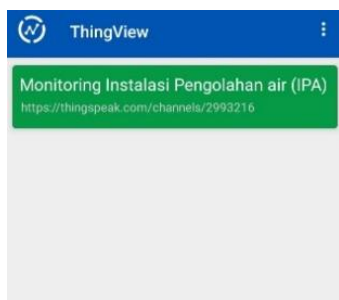 ThingView
Monitoring Instalasi Pengolahan air (IPA)
https://thingspeak.com/channels/2993216